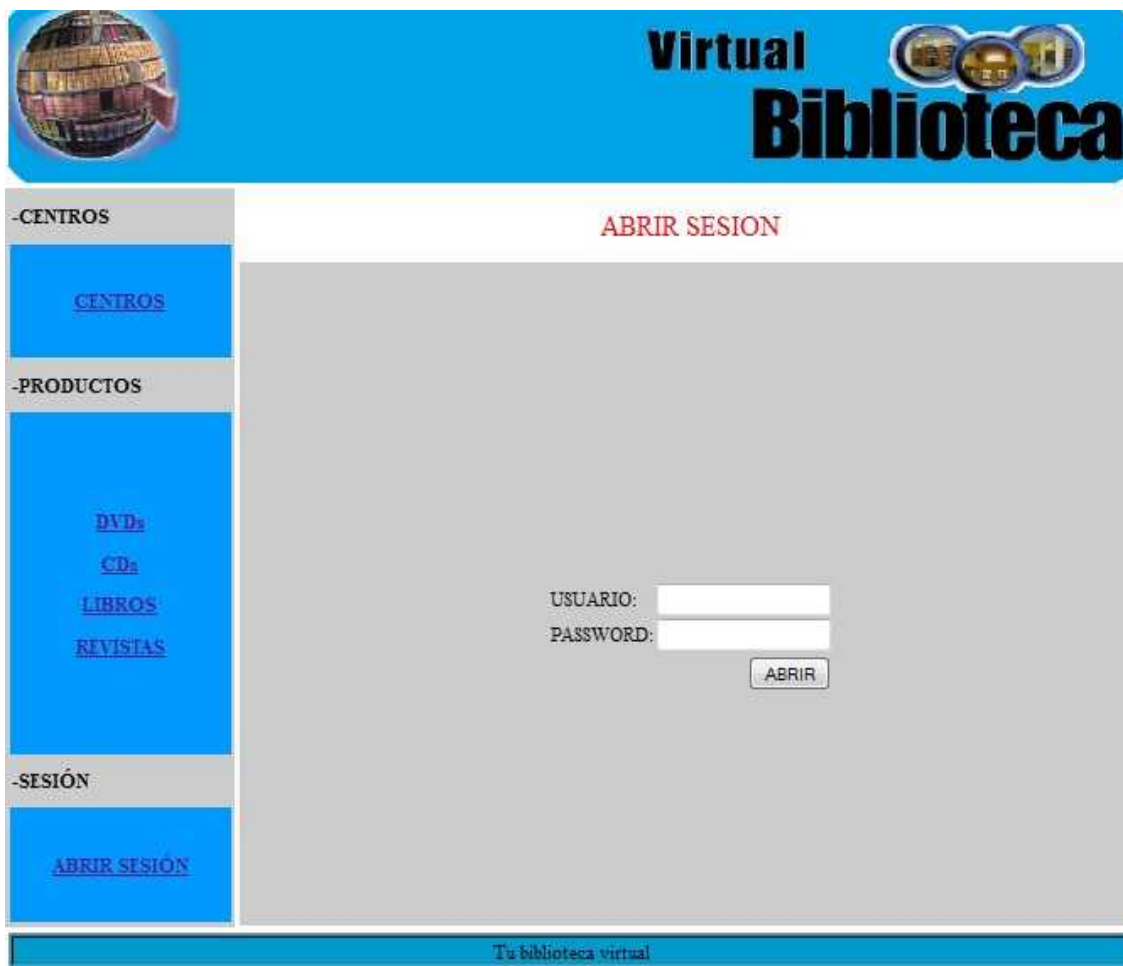 Virtual
Biblioteca
-CENTROS
CENTROS
-PRODUCTOS
DVDs
CDs
LIBROS
REVISTAS
-SESIÓN
ABRIR SESIÓN
ABRIR SESION
USUARIO:
PASSWORD:
ABRIR
Tu biblioteca virtual